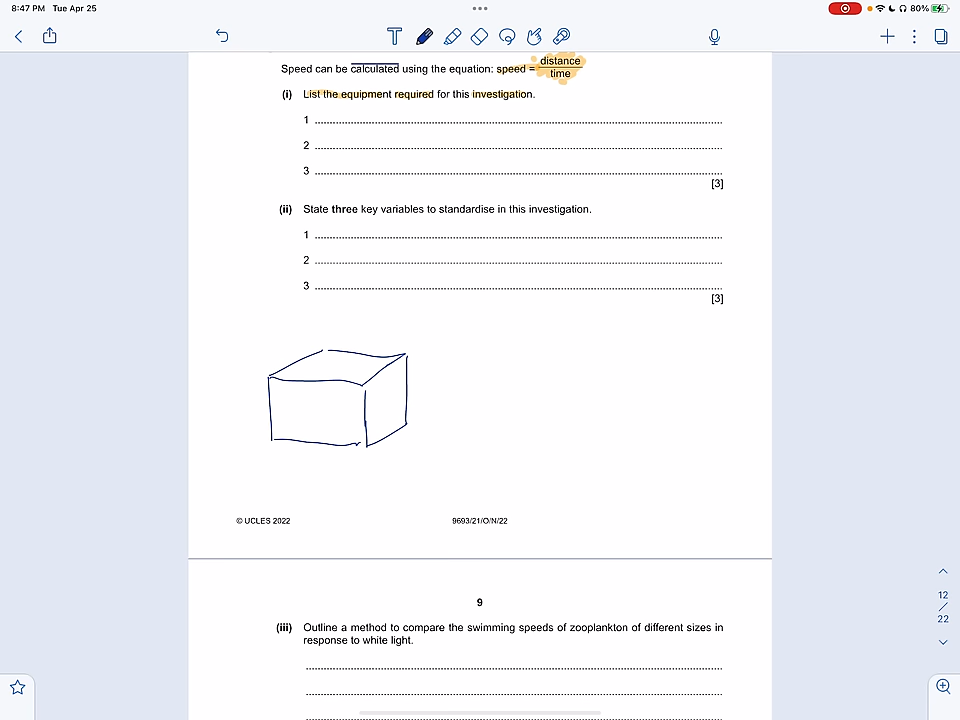 8:47 PM Tue Apr 25
80%
T
Speed can be calculated using the equation: speed = distance
time
(i) List the equipment required for this investigation.
1
2
3
[3]
(ii) State three key variables to standardise in this investigation.
1
2
3
[3]
© UCLES 2022
9693/21/O/N/22
12
/
22
9
(iii) Outline a method to compare the swimming speeds of zooplankton of different sizes in
response to white light.